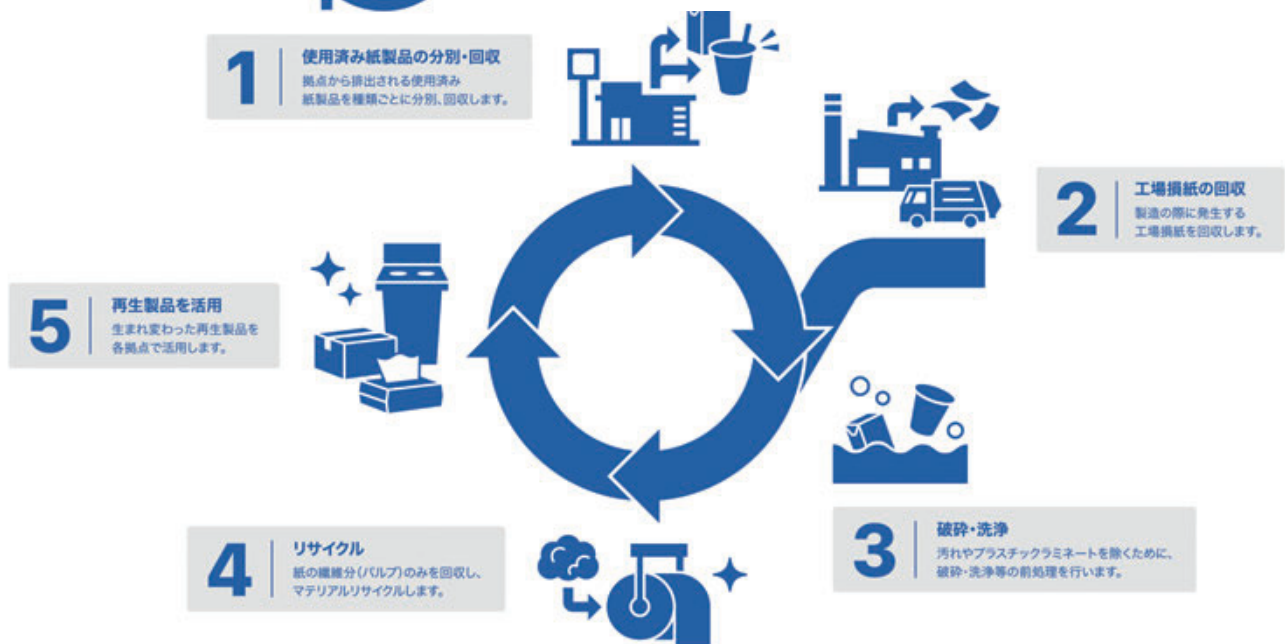 1
使用済み紙製品の分別・回収
拠点から排出される使用済み
紙製品を種類ごとに分別、回収します。
2
工場損紙の回収
製造の際に発生する
工場損紙を回収します。
3
破砕・洗浄
汚れやプラスチックラミネートを除くために、
破砕・洗浄等の前処理を行います。
4
リサイクル
紙の繊維分(パルプ)のみを回収し、
マテリアルリサイクルします。
5
再生製品を活用
生まれ変わった再生製品を
各拠点で活用します。